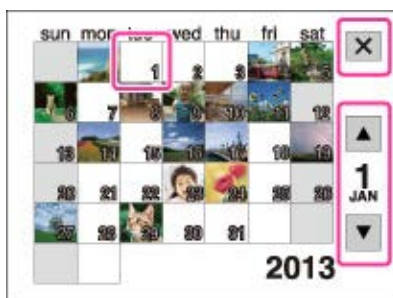 sun mon tue wed thu fri sat
1 2 3 4 5
6 7 8 9 10 11 12
13 14 15 16 17 18 19
20 21 22 23 24 25 26
27 28 29 30 31
×
▲
1
JAN
▼
2013